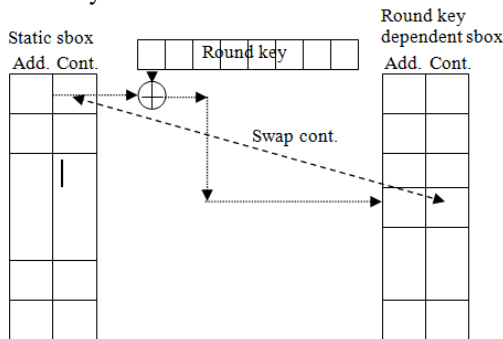 Static sbox
Add. Cont.
Round key
Round key
dependent sbox
Add. Cont.
Swap cont.